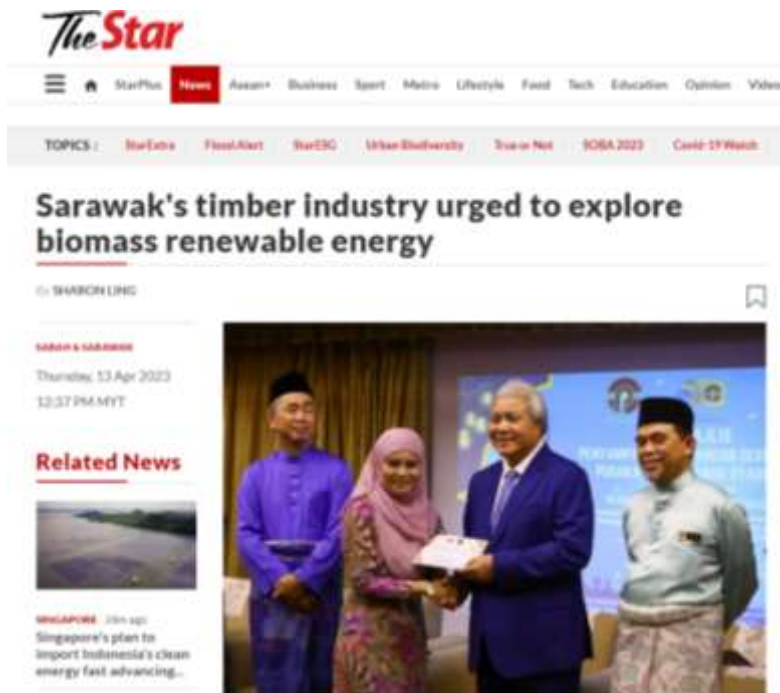 The Star
StarPlus News Asean+ Business Sport Metro Lifestyle Food Tech Education Opinion Video
TOPICS : StarExtra Flood Alert StarESG Urban Biodiversity True or Not SOBA 2023 Covid-19 Watch
Sarawak's timber industry urged to explore
biomass renewable energy
By SHARON LING
SABAH & SARAWAK
Thursday, 13 Apr 2023
12:37 PM MYT
Related News
SINGAPORE
Singapore's plan to
import Indonesia's clean
energy fast advancing...